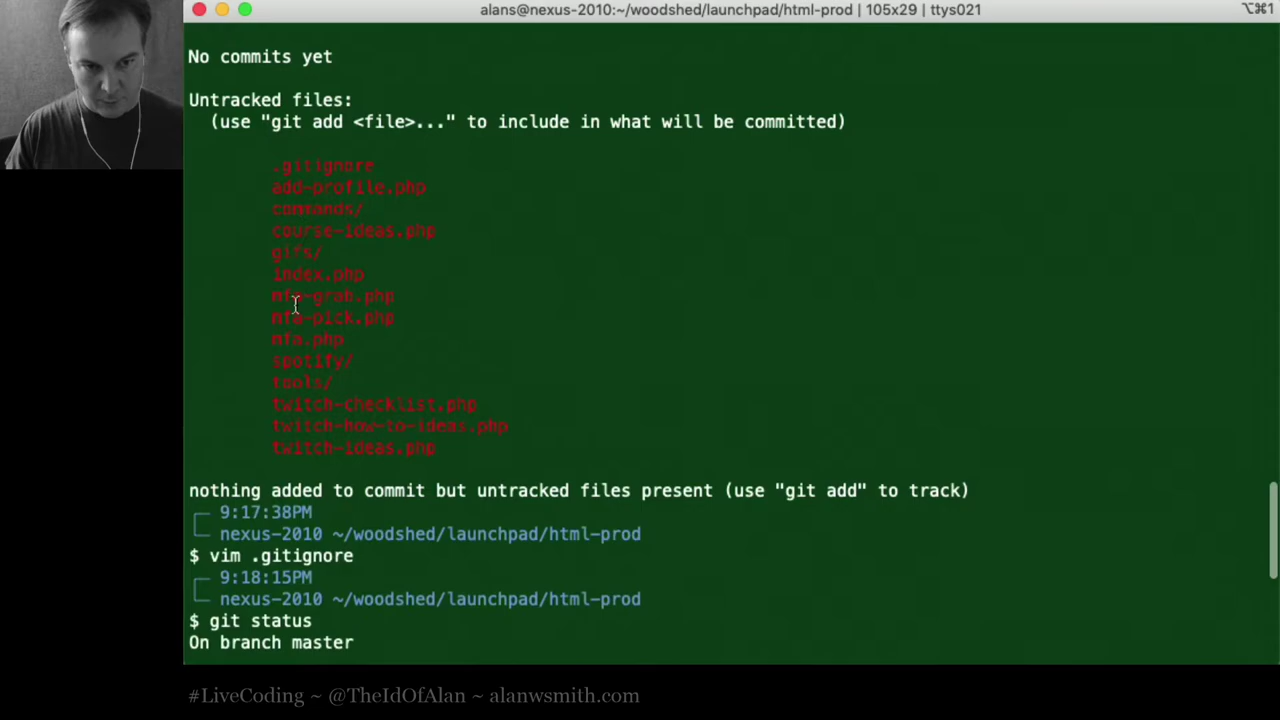 alans@nexus-2010:~/woodshed/launchpad/html-prod | 105x29 | ttys021
⌥⌘1
No commits yet
Untracked files:
(use "git add <file>..." to include in what will be committed)
.gitignore
add-profile.php
commands/
course-ideas.php
gifs/
index.php
nfa-grab.php
nfa-pick.php
nfa.php
spotify/
tools/
twitch-checklist.php
twitch-how-to-ideas.php
twitch-ideas.php
nothing added to commit but untracked files present (use "git add" to track)
9:17:38PM
nexus-2010 ~/woodshed/launchpad/html-prod
$ vim .gitignore
9:18:15PM
nexus-2010 ~/woodshed/launchpad/html-prod
$ git status
On branch master
#LiveCoding ~ @TheIdOfAlan ~ alanwsmith.com